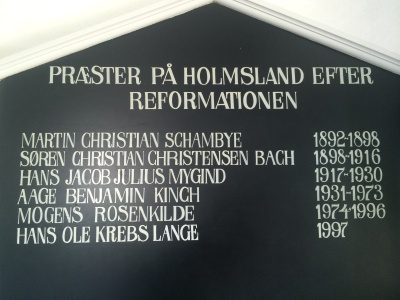 PRÆSTER PÅ HOLMSLAND EFTER
REFORMATIONEN
MARTIN CHRISTIAN SCHAMBYE 1892-1898
SØREN CHRISTIAN CHRISTENSEN BACH 1898-1916
HANS JACOB JULIUS MYGIND 1917-1930
AAGE BENJAMIN KINCH 1931-1973
MOGENS ROSENKILDE 1974-1996
HANS OLE KREBS LANGE 1997